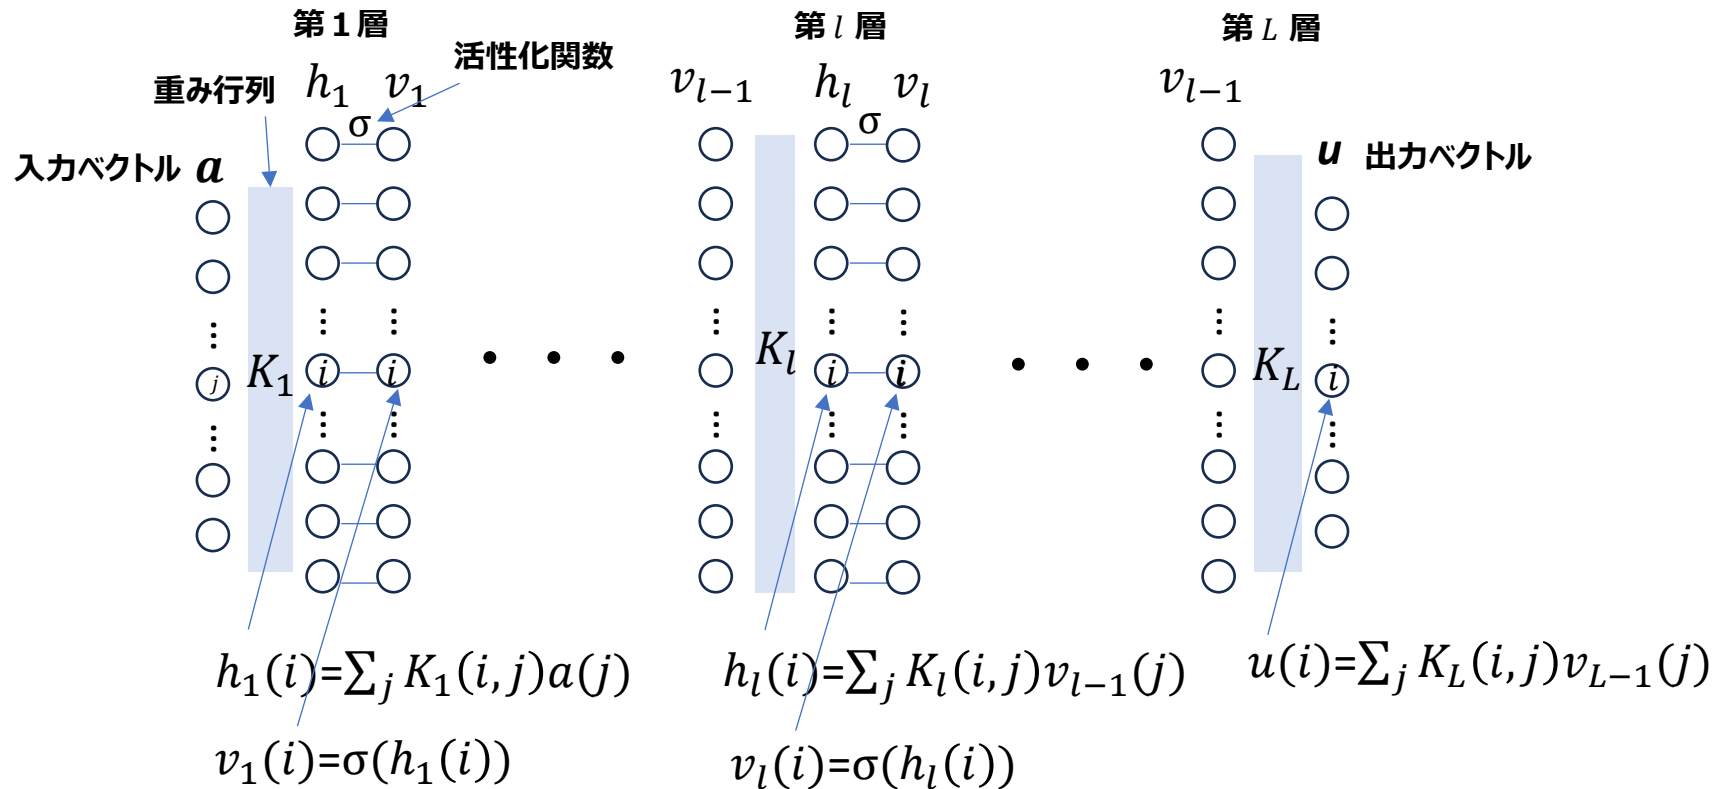 第１層
第 l 層
第 L 層
活性化関数
重み行列
h₁ v₁
v_{l−1} h_l v_l
v_{l−1}
σ
σ
入力ベクトル a
u 出力ベクトル
⋮ ⋮ ⋮ ⋮ ⋮ ⋮ ⋮ ⋮
j K₁ i i • • • K_l i i • • • K_L i
⋮ ⋮ ⋮ ⋮ ⋮ ⋮ ⋮ ⋮
h₁(i)=∑_j K₁(i,j)a(j)
h_l(i)=∑_j K_l(i,j)v_{l−1}(j)
u(i)=∑_j K_L(i,j)v_{L−1}(j)
v₁(i)=σ(h₁(i))
v_l(i)=σ(h_l(i))